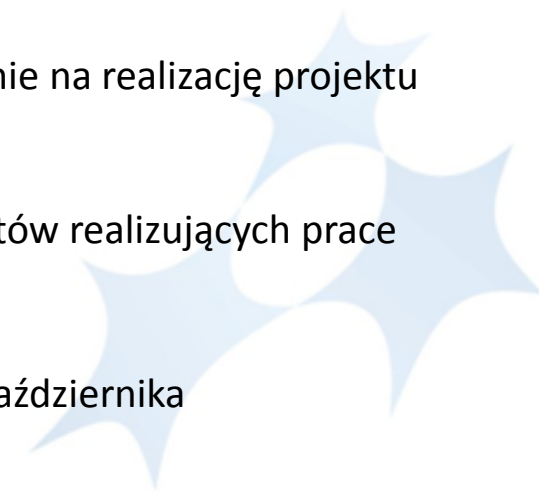 nie na realizację projektu
tów realizujących prace
aździernika